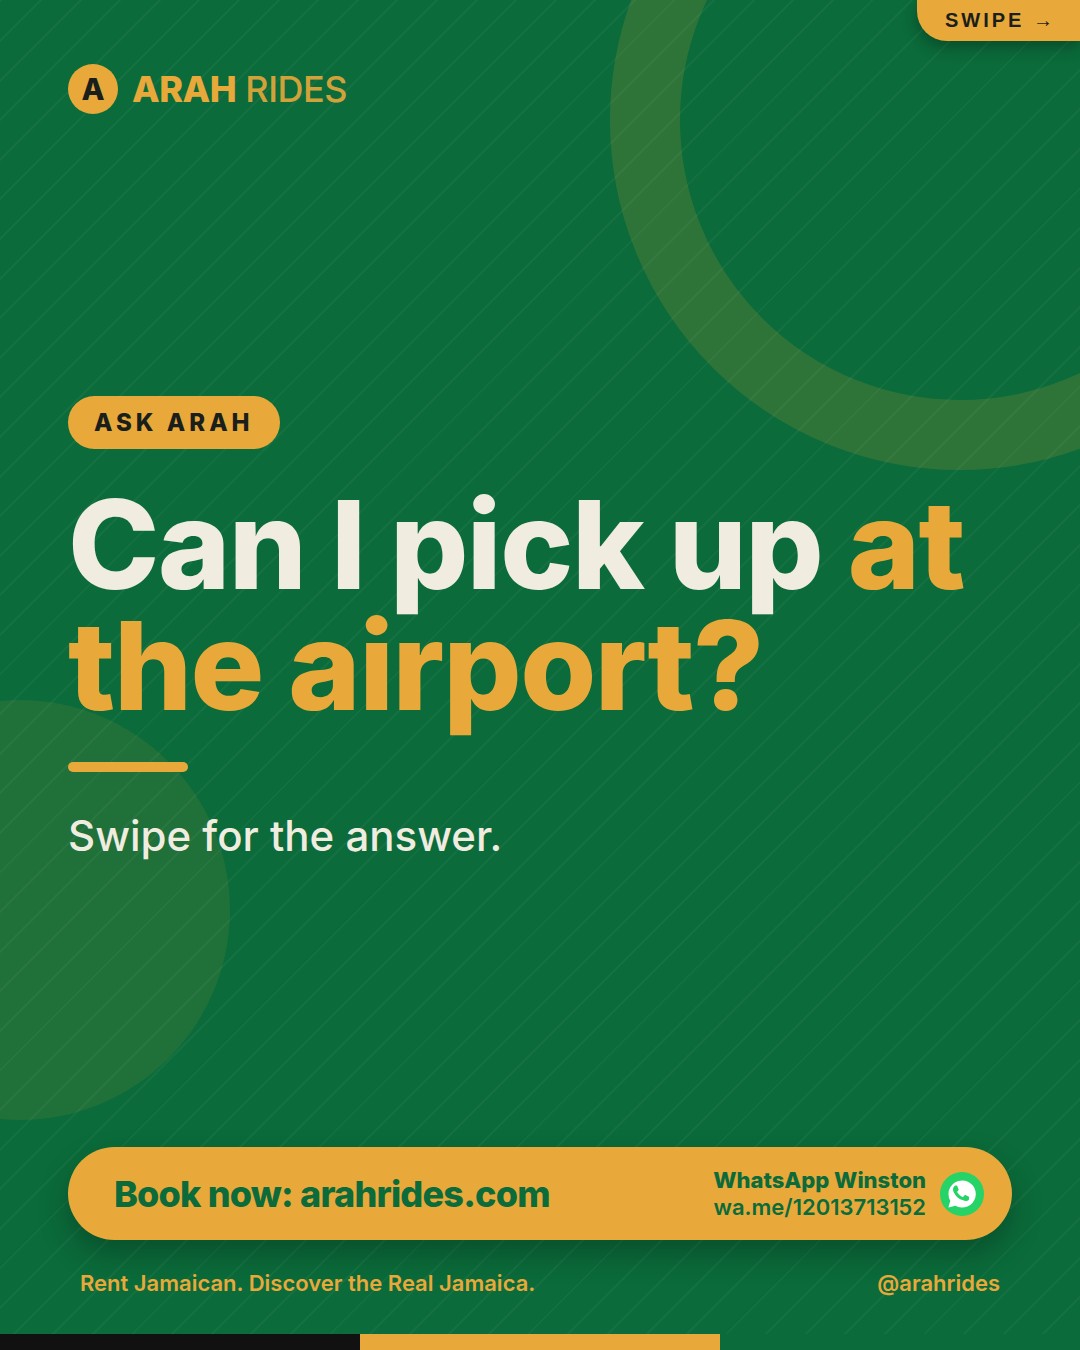 SWIPE →
A ARAH RIDES
ASK ARAH
Can I pick up at
the airport?
Swipe for the answer.
Book now: arahrides.com
WhatsApp Winston
wa.me/12013713152
Rent Jamaican. Discover the Real Jamaica.
@arahrides